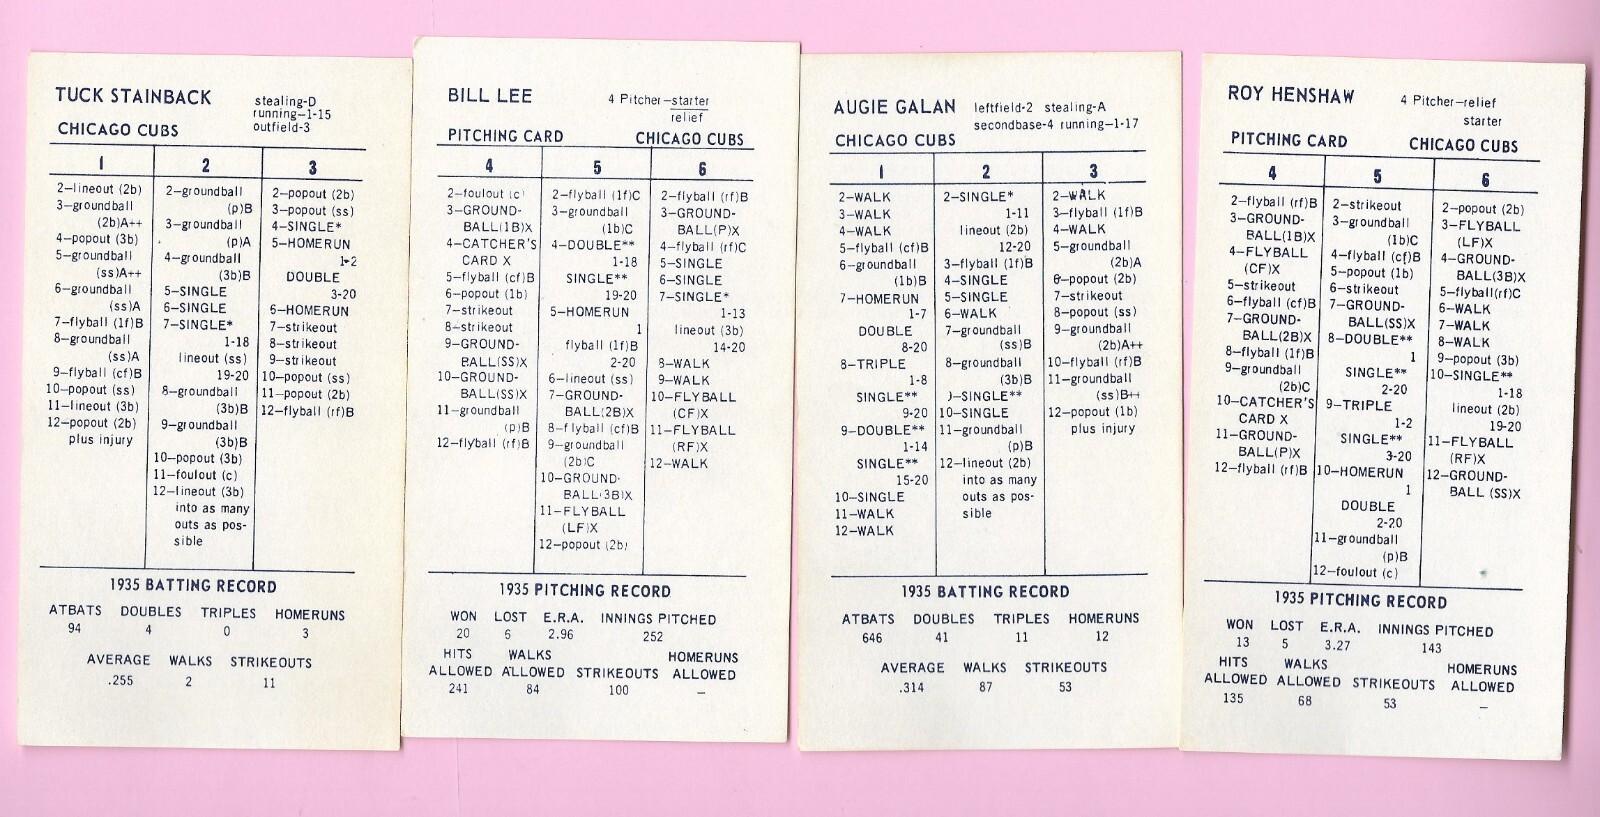 TUCK STAINBACK
stealing-D
running-1-15
outfield-3
CHICAGO CUBS
1
2-lineout (2b)
3-groundball
(2b)A++
4-popout (3b)
5-groundball
(ss)A++
6-groundball
(ss)A
7-flyball (lf)B
8-groundball
(ss)A
9-flyball (cf)B
10-popout (ss)
11-lineout (3b)
12-popout (2b)
plus injury
2
2-groundball
(p)B
3-groundball
(p)A
4-groundball
(3b)B
5-SINGLE
6-SINGLE
7-SINGLE*
1-18
lineout (ss)
19-20
8-groundball
(3b)B
9-groundball
(3b)B
10-popout (3b)
11-foulout (c)
12-lineout (3b)
into as many
outs as pos-
sible
3
2-popout (2b)
3-popout (ss)
4-SINGLE*
5-HOMERUN
1-2
DOUBLE
3-20
6-HOMERUN
7-strikeout
8-strikeout
9-strikeout
10-popout (ss)
11-popout (2b)
12-flyball (rf)B
1935 BATTING RECORD
ATBATS DOUBLES TRIPLES HOMERUNS
94 4 0 3
AVERAGE WALKS STRIKEOUTS
.255 2 11
BILL LEE
4 Pitcher-starter
relief
PITCHING CARD CHICAGO CUBS
4
2-foulout (c)
3-GROUND-
BALL(1B)X
4-CATCHER'S
CARD X
5-flyball (cf)B
6-popout (1b)
7-strikeout
8-strikeout
9-GROUND-
BALL(SS)X
10-GROUND-
BALL(SS)X
11-groundball
(p)B
12-flyball (rf)B
5
2-flyball (lf)C
3-groundball
(1b)C
4-DOUBLE**
1-18
SINGLE**
19-20
5-HOMERUN
1
flyball (lf)B
2-20
6-lineout (ss)
7-GROUND-
BALL(2B)X
8-flyball (cf)B
9-groundball
(2b)C
10-GROUND-
BALL(3B)X
11-FLYBALL
(LF)X
12-popout (2b)
6
2-flyball (rf)B
3-GROUND-
BALL(P)X
4-flyball (rf)C
5-SINGLE
6-SINGLE
7-SINGLE*
1-13
lineout (3b)
14-20
8-WALK
9-WALK
10-FLYBALL
(CF)X
11-FLYBALL
(RF)X
12-WALK
1935 PITCHING RECORD
WON LOST E.R.A. INNINGS PITCHED
20 6 2.96 252
HITS WALKS HOMERUNS
ALLOWED ALLOWED STRIKEOUTS ALLOWED
241 84 100 —
AUGIE GALAN
leftfield-2 stealing-A
secondbase-4 running-1-17
CHICAGO CUBS
1
2-WALK
3-WALK
4-WALK
5-flyball (cf)B
6-groundball
(1b)B
7-HOMERUN
1-7
DOUBLE
8-20
8-TRIPLE
1-8
SINGLE**
9-20
9-DOUBLE**
1-14
SINGLE**
15-20
10-SINGLE
11-WALK
12-WALK
2
2-SINGLE*
1-11
lineout (2b)
12-20
3-flyball (lf)B
4-SINGLE
5-SINGLE
6-WALK
7-groundball
(ss)B
8-groundball
(3b)B
-SINGLE**
10-SINGLE
11-groundball
(p)B
12-lineout (2b)
into as many
outs as pos-
sible
3
2-WALK
3-flyball (lf)B
4-WALK
5-groundball
(2b)A
6-popout (2b)
7-strikeout
8-popout (ss)
9-groundball
(2b)A++
10-flyball (rf)B
11-groundball
(ss)B++
12-popout (1b)
plus injury
1935 BATTING RECORD
ATBATS DOUBLES TRIPLES HOMERUNS
646 41 11 12
AVERAGE WALKS STRIKEOUTS
.314 87 53
ROY HENSHAW
4 Pitcher-relief
starter
PITCHING CARD CHICAGO CUBS
4
2-flyball (rf)B
3-GROUND-
BALL(1B)X
4-FLYBALL
(CF)X
5-strikeout
6-flyball (cf)B
7-GROUND-
BALL(2B)X
8-flyball (lf)B
9-groundball
(2b)C
10-CATCHER'S
CARD X
11-GROUND-
BALL(P)X
12-flyball (rf)B
5
2-strikeout
3-groundball
(1b)C
4-flyball (cf)B
5-popout (1b)
6-strikeout
7-GROUND-
BALL(SS)X
8-DOUBLE**
1
SINGLE**
2-20
9-TRIPLE
1-2
SINGLE**
3-20
10-HOMERUN
1
DOUBLE
2-20
11-groundball
(p)B
12-foulout (c)
6
2-popout (2b)
3-FLYBALL
(LF)X
4-GROUND-
BALL(3B)X
5-flyball(rf)C
6-WALK
7-WALK
8-WALK
9-popout (3b)
10-SINGLE**
1-18
lineout (2b)
19-20
11-FLYBALL
(RF)X
12-GROUND-
BALL (SS)X
1935 PITCHING RECORD
WON LOST E.R.A. INNINGS PITCHED
13 5 3.27 143
HITS WALKS HOMERUNS
ALLOWED ALLOWED STRIKEOUTS ALLOWED
135 68 53 —